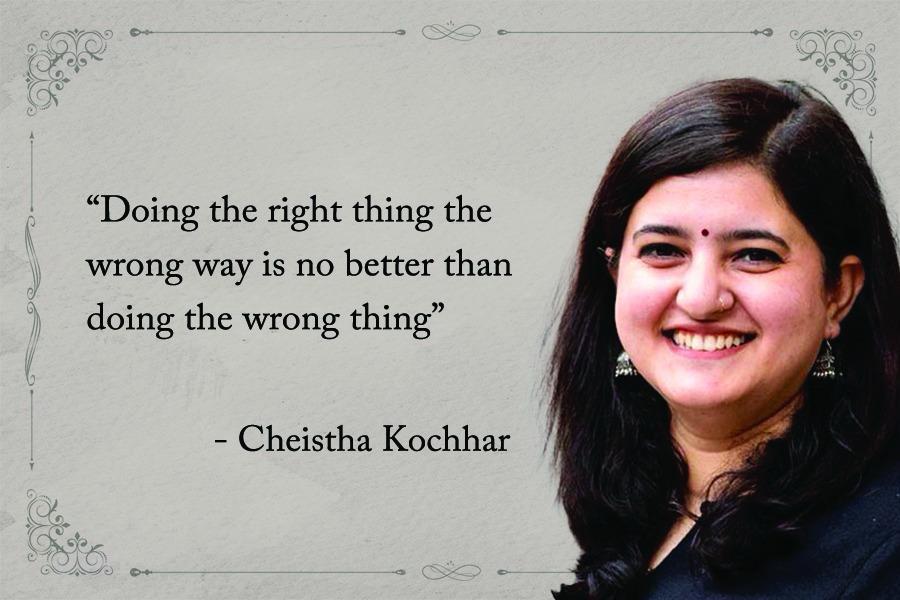 “Doing the right thing the
wrong way is no better than
doing the wrong thing”
- Cheistha Kochhar